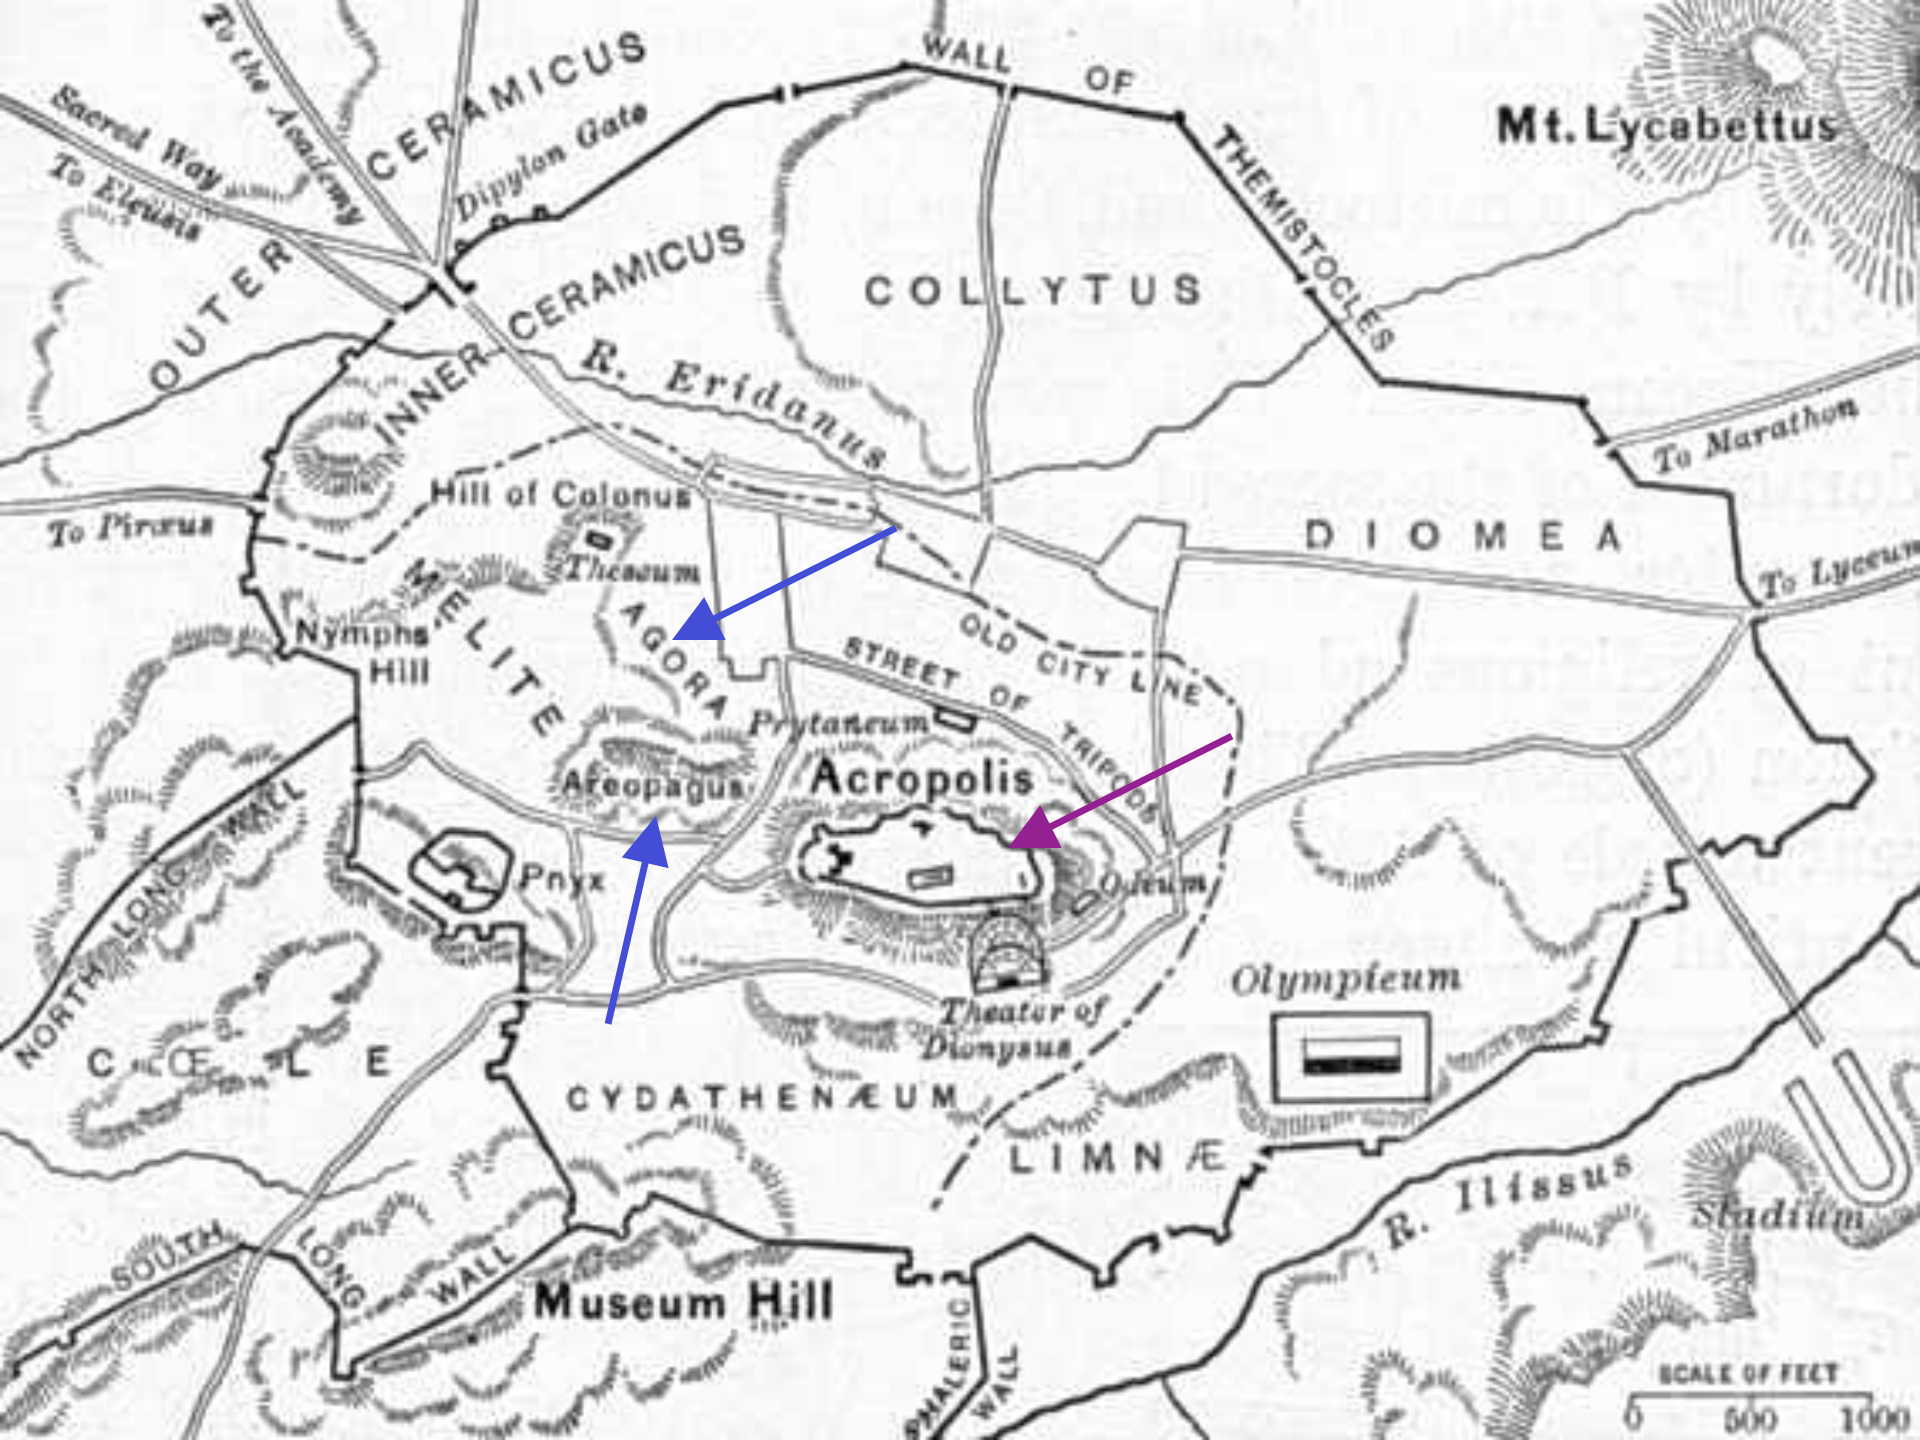 WALL OF THEMISTOCLES
To the Academy
OUTER CERAMICUS
Sacred Way
To Eleusis
Dipylon Gate
Mt. Lycabettus
INNER CERAMICUS
COLLYTUS
R. Eridanus
To Marathon
To Piræus
Hill of Colonus
Theseum
DIOMEA
To Lyceum
MELITE
AGORA
Nymphs
Hill
OLD CITY LINE
STREET OF TRIPODS
Prytaneum
Areopagus
Acropolis
Pnyx
Odeum
NORTH LONG WALL
Olympieum
Theater of
Dionysus
CŒLE
CYDATHENÆUM
LIMNÆ
R. Ilissus
Stadium
SOUTH LONG WALL
Museum Hill
PHALERIC
WALL
SCALE OF FEET
0 500 1000